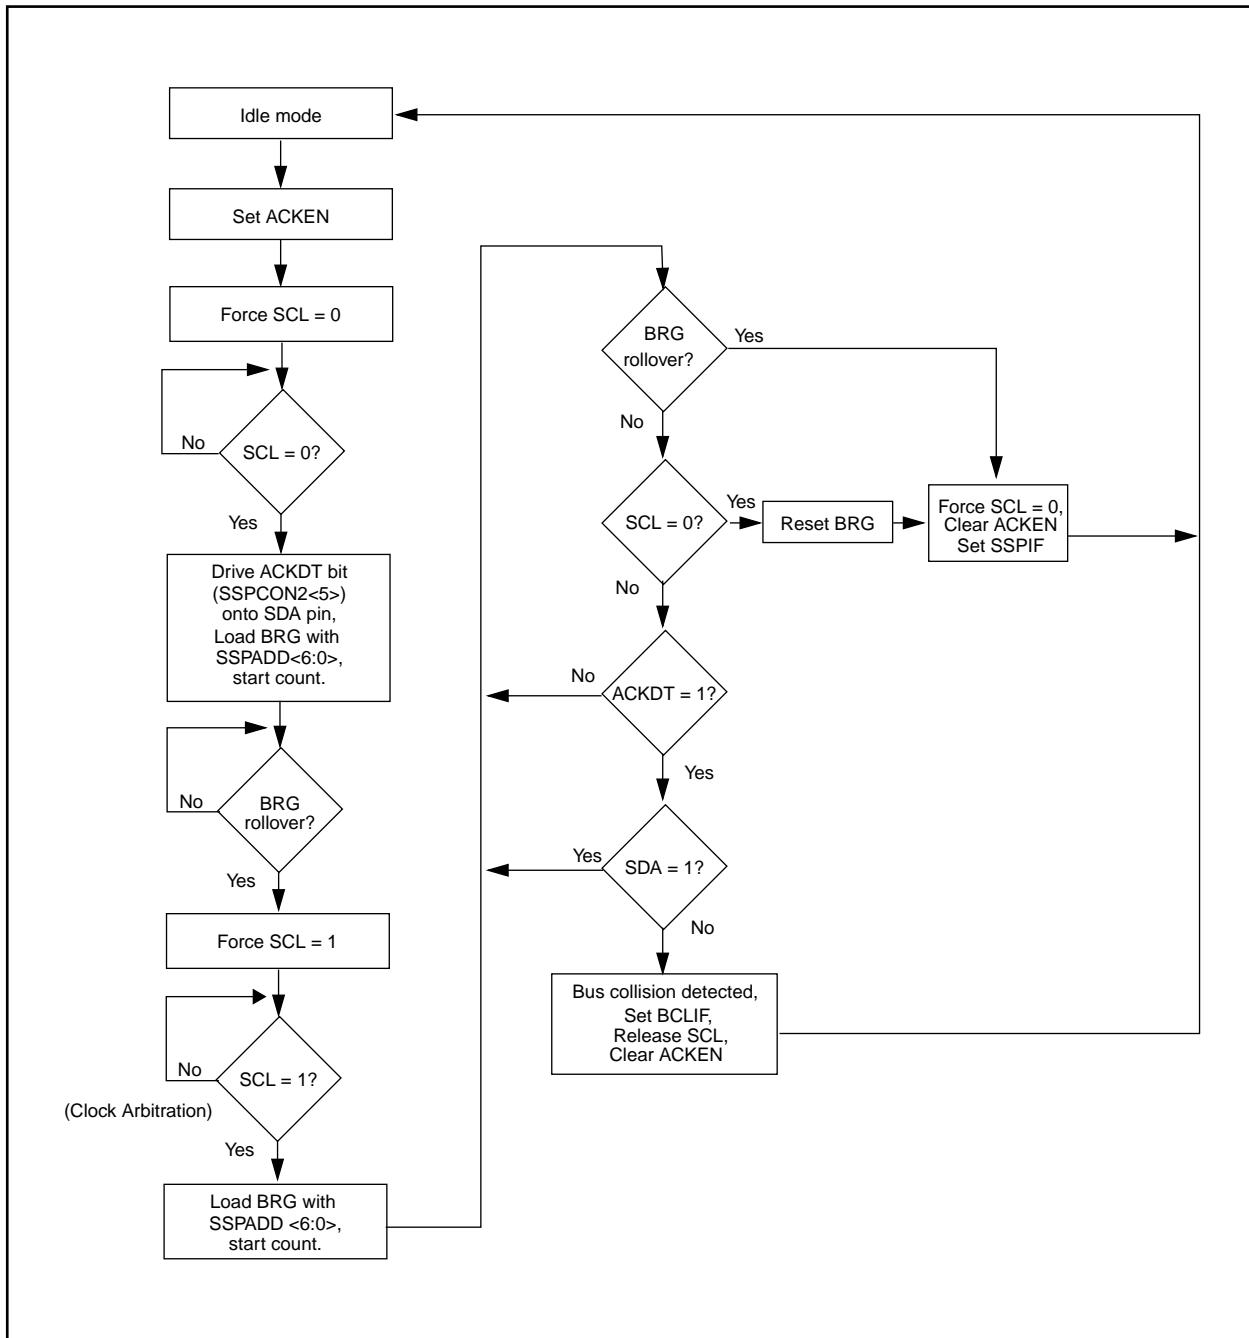 Idle mode
Set ACKEN
Force SCL = 0
No
SCL = 0?
Yes
Drive ACKDT bit
(SSPCON2<5>)
onto SDA pin,
Load BRG with
SSPADD<6:0>,
start count.
No
BRG
rollover?
Yes
Force SCL = 1
No
SCL = 1?
(Clock Arbitration)
Yes
Load BRG with
SSPADD <6:0>,
start count.
BRG
rollover?
Yes
No
SCL = 0?
Yes
Reset BRG
Force SCL = 0,
Clear ACKEN
Set SSPIF
No
ACKDT = 1?
No
Yes
SDA = 1?
Yes
No
Bus collision detected,
Set BCLIF,
Release SCL,
Clear ACKEN